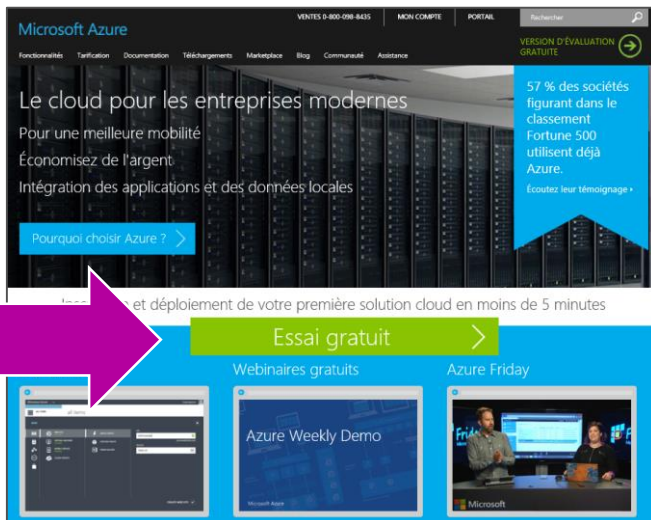 VENTES 0-800-098-8435 MON COMPTE PORTAIL Rechercher
Microsoft Azure
VERSION D'ÉVALUATION
GRATUITE
Fonctionnalités Tarification Documentation Téléchargements Marketplace Blog Communauté Assistance
Le cloud pour les entreprises modernes
Pour une meilleure mobilité
Économisez de l'argent
Intégration des applications et des données locales
Pourquoi choisir Azure ?
57 % des sociétés
figurant dans le
classement
Fortune 500
utilisent déjà
Azure.
Écoutez leur témoignage
et déploiement de votre première solution cloud en moins de 5 minutes
Essai gratuit
Webinaires gratuits Azure Friday
Azure Weekly Demo
Microsoft Azure
Microsoft